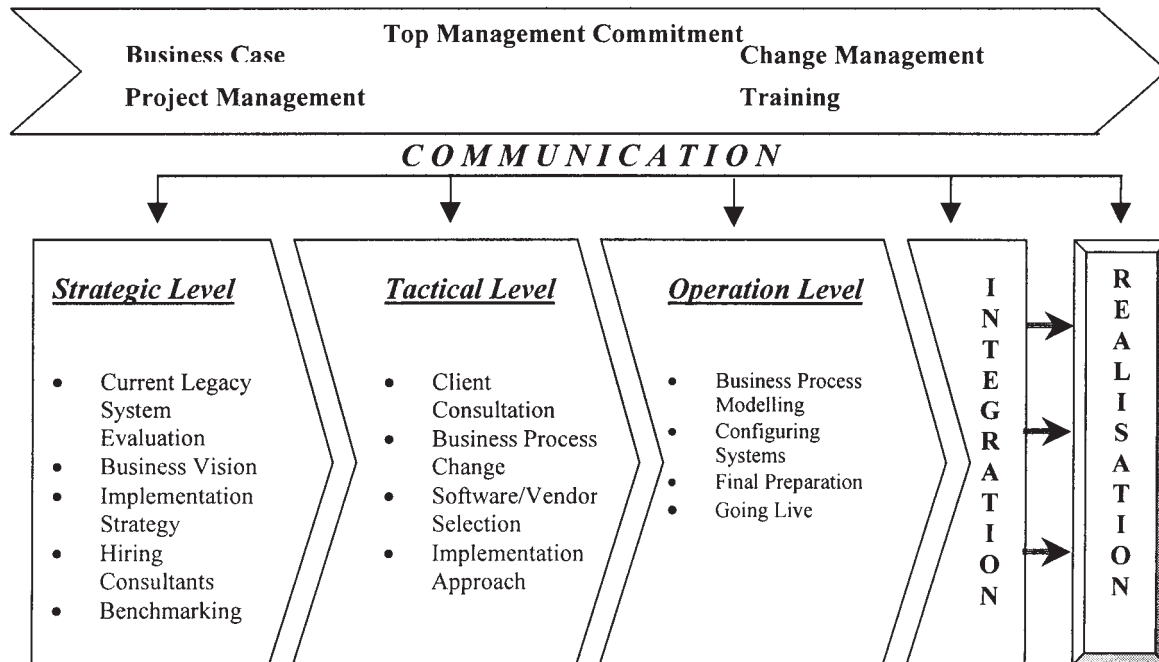 Top Management Commitment
Business Case
Change Management
Project Management
Training
COMMUNICATION
Strategic Level
• Current Legacy
System
Evaluation
• Business Vision
• Implementation
Strategy
• Hiring
Consultants
• Benchmarking
Tactical Level
• Client
Consultation
• Business Process
Change
• Software/Vendor
Selection
• Implementation
Approach
Operation Level
• Business Process
Modelling
• Configuring
Systems
• Final Preparation
• Going Live
INTEGRATION
REALISATION